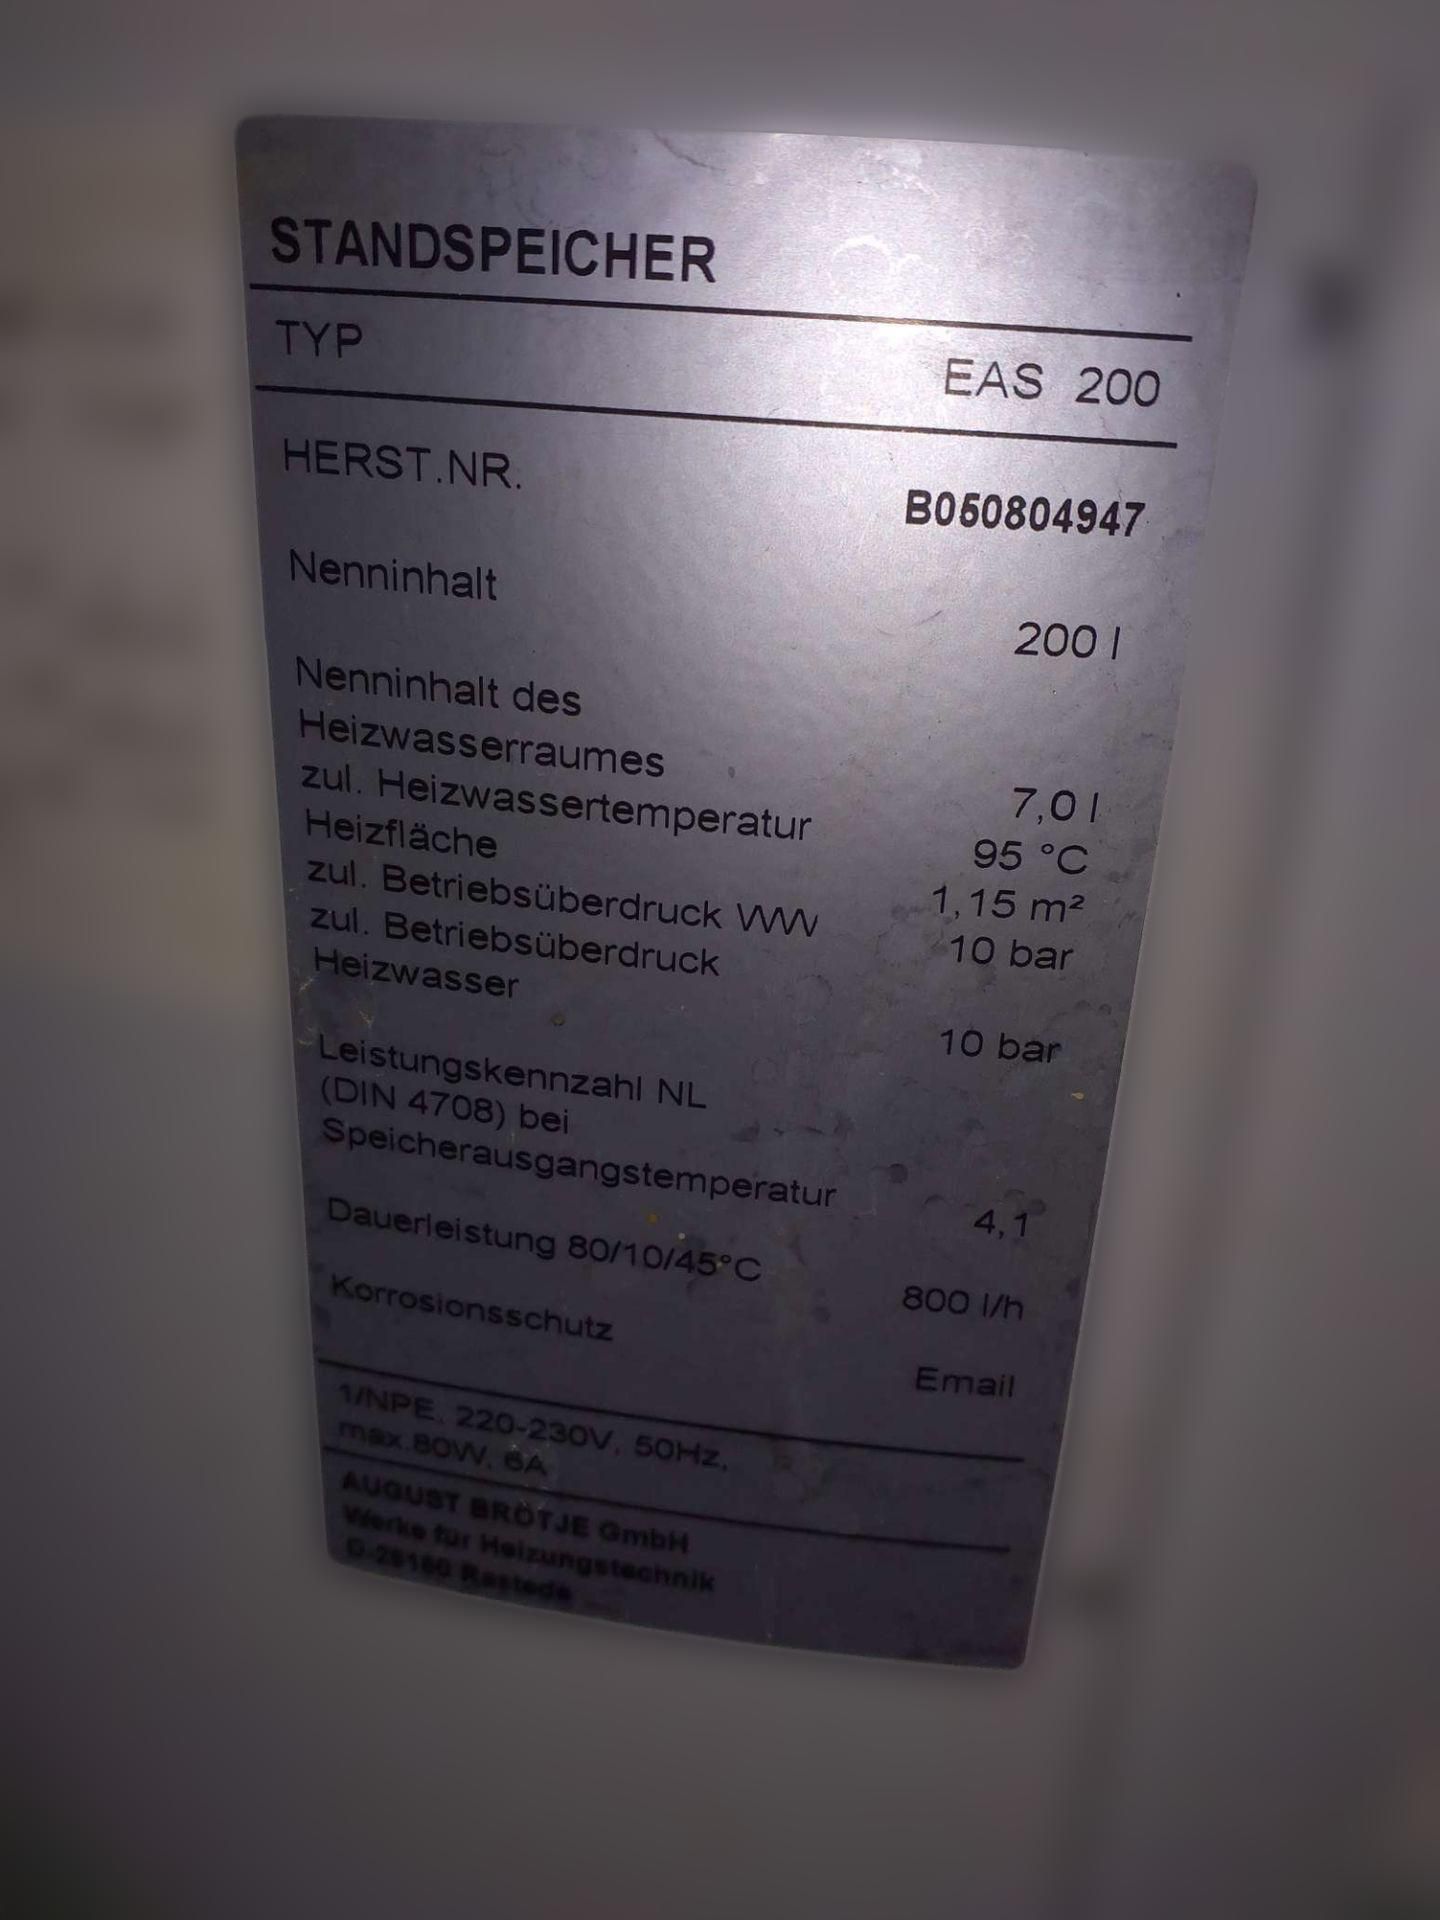 STANDSPEICHER
TYP EAS 200
HERST.NR. B050804947
Nenninhalt 200 l
Nenninhalt des
Heizwasserraumes 7,0 l
zul. Heizwassertemperatur 95 °C
Heizfläche 1,15 m²
zul. Betriebsüberdruck WW 10 bar
zul. Betriebsüberdruck
Heizwasser 10 bar
Leistungskennzahl NL
(DIN 4708) bei
Speicherausgangstemperatur 4,1
Dauerleistung 80/10/45°C 800 l/h
Korrosionsschutz Email
1/NPE, 220-230V, 50Hz,
max.80W, 6A
AUGUST BRÖTJE GmbH
Werke für Heizungstechnik
D-26180 Rastede